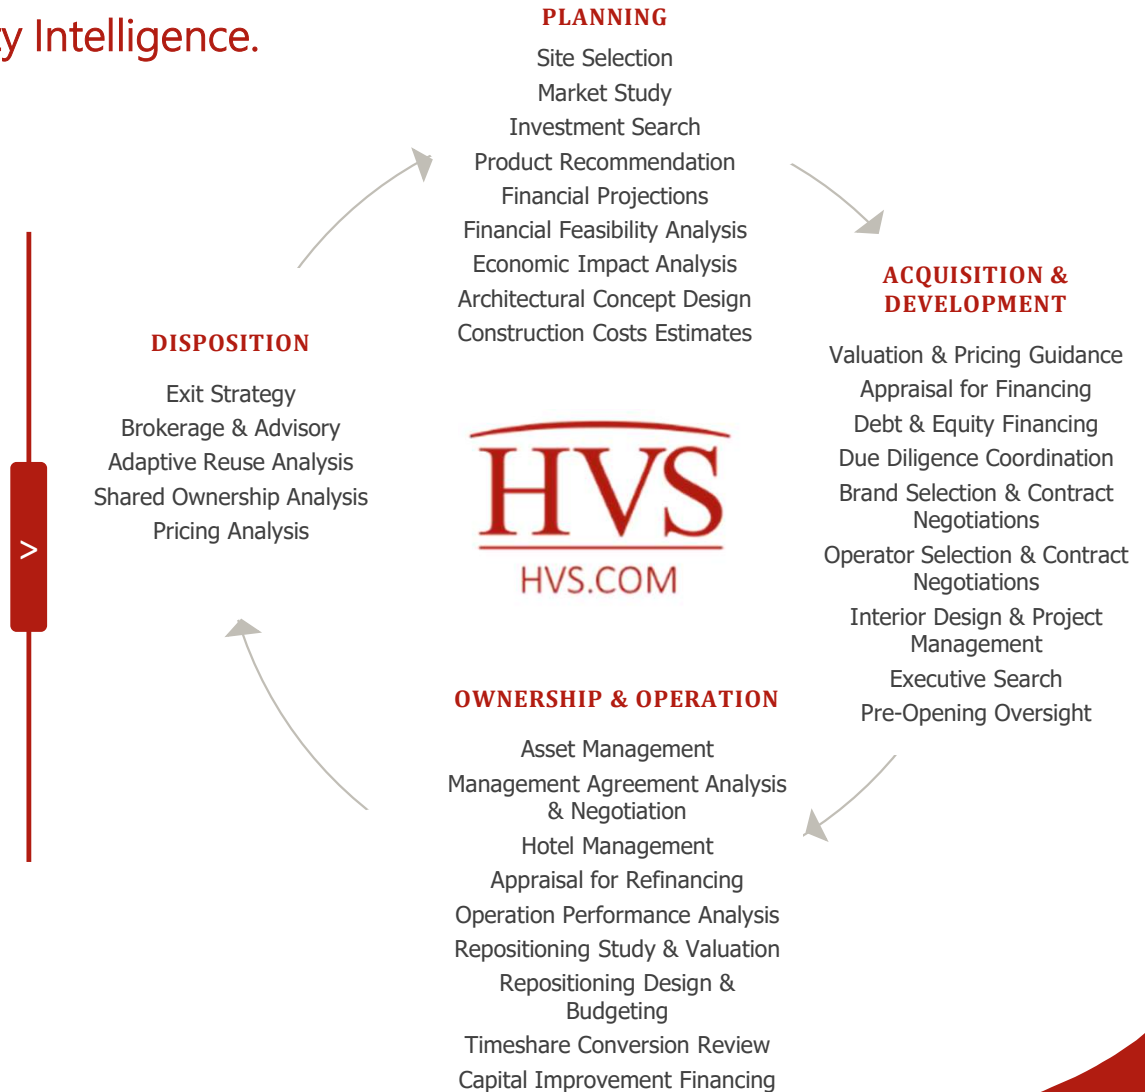 y Intelligence.
PLANNING
Site Selection
Market Study
Investment Search
Product Recommendation
Financial Projections
Financial Feasibility Analysis
Economic Impact Analysis
Architectural Concept Design
Construction Costs Estimates
ACQUISITION &
DEVELOPMENT
Valuation & Pricing Guidance
Appraisal for Financing
Debt & Equity Financing
Due Diligence Coordination
Brand Selection & Contract
Negotiations
Operator Selection & Contract
Negotiations
Interior Design & Project
Management
Executive Search
Pre-Opening Oversight
OWNERSHIP & OPERATION
Asset Management
Management Agreement Analysis
& Negotiation
Hotel Management
Appraisal for Refinancing
Operation Performance Analysis
Repositioning Study & Valuation
Repositioning Design &
Budgeting
Timeshare Conversion Review
Capital Improvement Financing
DISPOSITION
Exit Strategy
Brokerage & Advisory
Adaptive Reuse Analysis
Shared Ownership Analysis
Pricing Analysis
HVS
HVS.COM
>